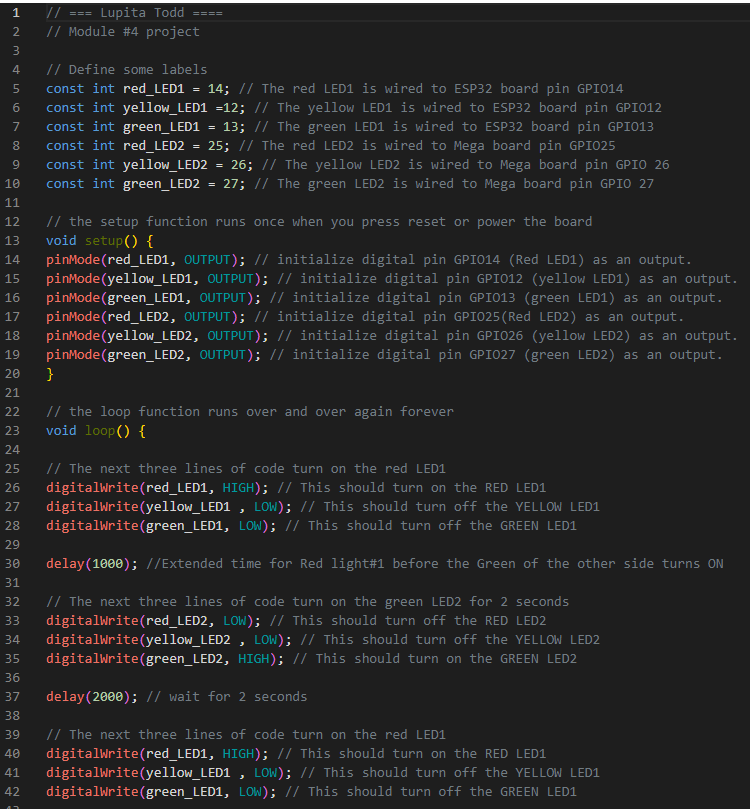 1 // === Lupita Todd ====
2 // Module #4 project
3
4 // Define some labels
5 const int red_LED1 = 14; // The red LED1 is wired to ESP32 board pin GPIO14
6 const int yellow_LED1 =12; // The yellow LED1 is wired to ESP32 board pin GPIO12
7 const int green_LED1 = 13; // The green LED1 is wired to ESP32 board pin GPIO13
8 const int red_LED2 = 25; // The red LED2 is wired to Mega board pin GPIO25
9 const int yellow_LED2 = 26; // The yellow LED2 is wired to Mega board pin GPIO 26
10 const int green_LED2 = 27; // The green LED2 is wired to Mega board pin GPIO 27
11
12 // the setup function runs once when you press reset or power the board
13 void setup() {
14 pinMode(red_LED1, OUTPUT); // initialize digital pin GPIO14 (Red LED1) as an output.
15 pinMode(yellow_LED1, OUTPUT); // initialize digital pin GPIO12 (yellow LED1) as an output.
16 pinMode(green_LED1, OUTPUT); // initialize digital pin GPIO13 (green LED1) as an output.
17 pinMode(red_LED2, OUTPUT); // initialize digital pin GPIO25(Red LED2) as an output.
18 pinMode(yellow_LED2, OUTPUT); // initialize digital pin GPIO26 (yellow LED2) as an output.
19 pinMode(green_LED2, OUTPUT); // initialize digital pin GPIO27 (green LED2) as an output.
20 }
21
22 // the loop function runs over and over again forever
23 void loop() {
24
25 // The next three lines of code turn on the red LED1
26 digitalWrite(red_LED1, HIGH); // This should turn on the RED LED1
27 digitalWrite(yellow_LED1 , LOW); // This should turn off the YELLOW LED1
28 digitalWrite(green_LED1, LOW); // This should turn off the GREEN LED1
29
30 delay(1000); //Extended time for Red light#1 before the Green of the other side turns ON
31
32 // The next three lines of code turn on the green LED2 for 2 seconds
33 digitalWrite(red_LED2, LOW); // This should turn off the RED LED2
34 digitalWrite(yellow_LED2 , LOW); // This should turn off the YELLOW LED2
35 digitalWrite(green_LED2, HIGH); // This should turn on the GREEN LED2
36
37 delay(2000); // wait for 2 seconds
38
39 // The next three lines of code turn on the red LED1
40 digitalWrite(red_LED1, HIGH); // This should turn on the RED LED1
41 digitalWrite(yellow_LED1 , LOW); // This should turn off the YELLOW LED1
42 digitalWrite(green_LED1, LOW); // This should turn off the GREEN LED1